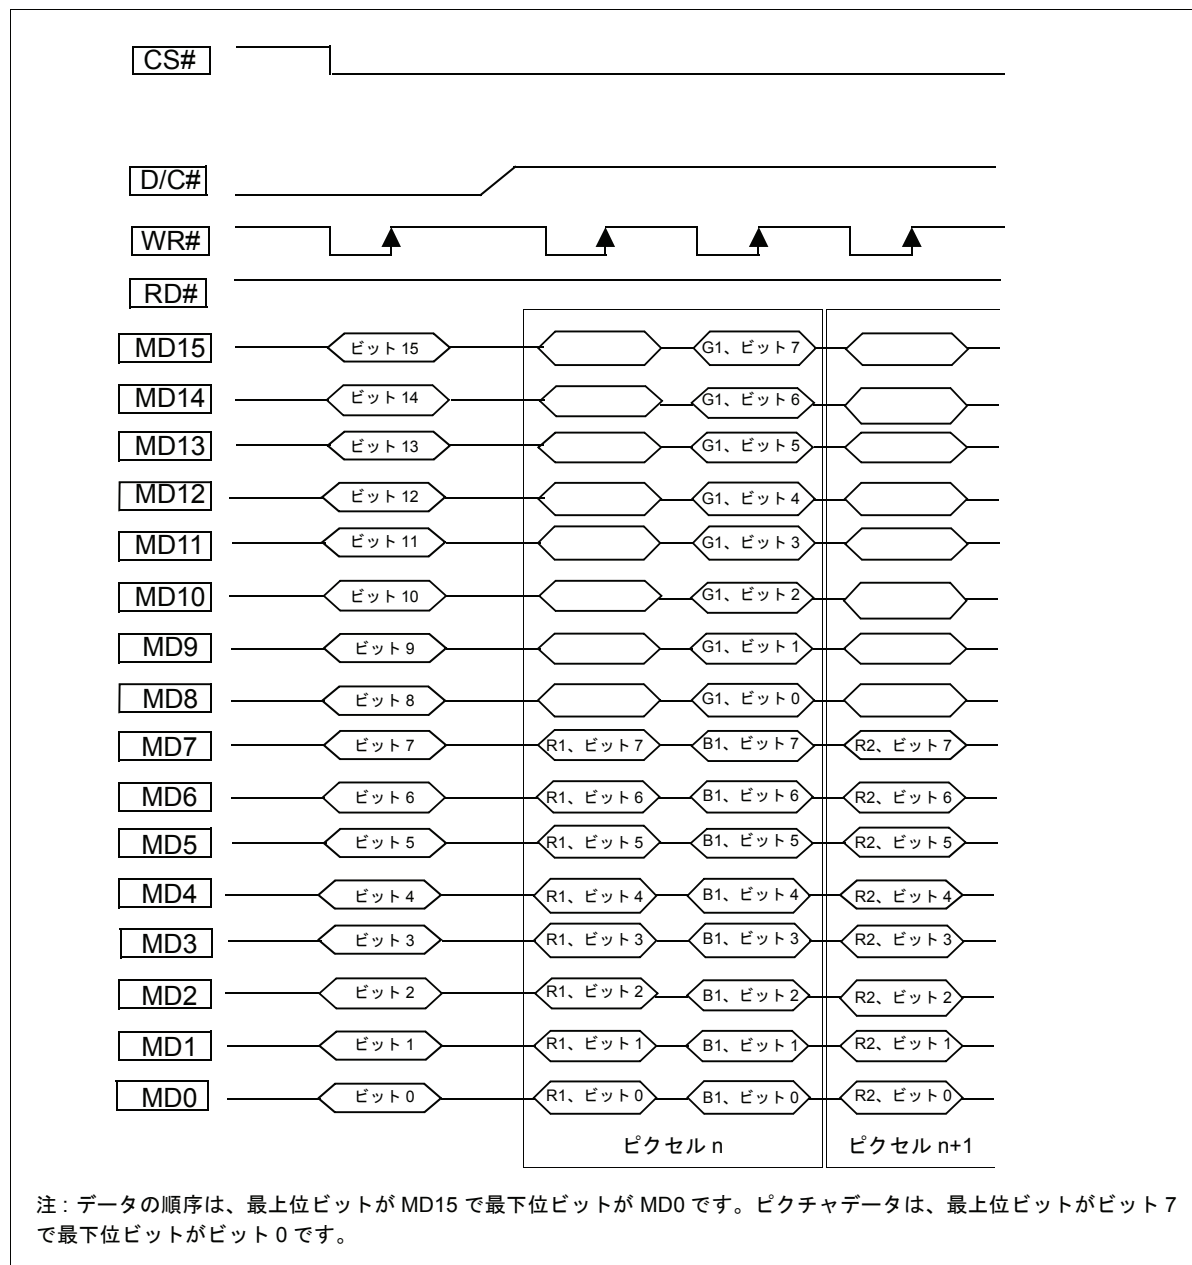 CS#
D/C#
WR#
RD#
MD15 ビット 15 G1、ビット 7
MD14 ビット 14 G1、ビット 6
MD13 ビット 13 G1、ビット 5
MD12 ビット 12 G1、ビット 4
MD11 ビット 11 G1、ビット 3
MD10 ビット 10 G1、ビット 2
MD9 ビット 9 G1、ビット 1
MD8 ビット 8 G1、ビット 0
MD7 ビット 7 R1、ビット 7 B1、ビット 7 R2、ビット 7
MD6 ビット 6 R1、ビット 6 B1、ビット 6 R2、ビット 6
MD5 ビット 5 R1、ビット 5 B1、ビット 5 R2、ビット 5
MD4 ビット 4 R1、ビット 4 B1、ビット 4 R2、ビット 4
MD3 ビット 3 R1、ビット 3 B1、ビット 3 R2、ビット 3
MD2 ビット 2 R1、ビット 2 B1、ビット 2 R2、ビット 2
MD1 ビット 1 R1、ビット 1 B1、ビット 1 R2、ビット 1
MD0 ビット 0 R1、ビット 0 B1、ビット 0 R2、ビット 0
ピクセル n ピクセル n+1
注 : データの順序は、最上位ビットが MD15 で最下位ビットが MD0 です。ピクチャデータは、最上位ビットがビット 7
で最下位ビットがビット 0 です。